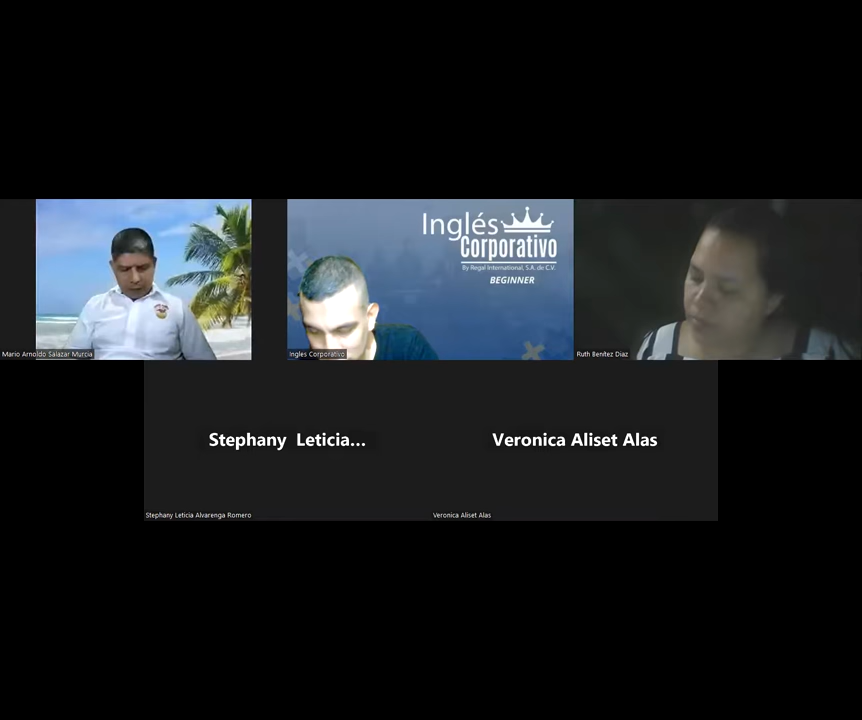 Inglés
Corporativo
By Regal International, S.A. de C.V.
BEGINNER
Mario Arnoldo Salazar Murcia
Ingles Corporativo
Ruth Benítez Diaz
Stephany Leticia...
Veronica Aliset Alas
Stephany Leticia Alvarenga Romero
Veronica Aliset Alas